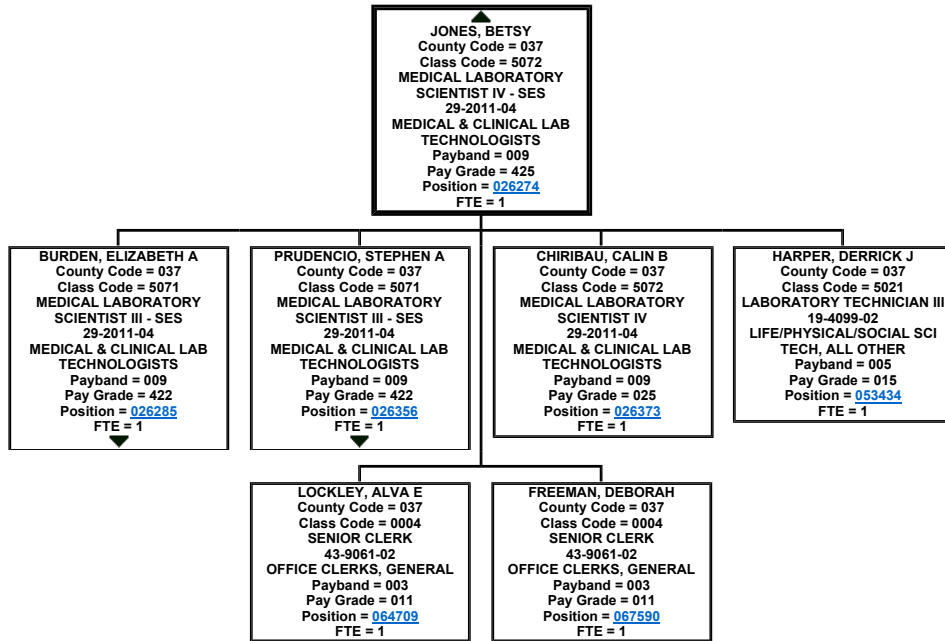 JONES, BETSY
County Code = 037
Class Code = 5072
MEDICAL LABORATORY
SCIENTIST IV - SES
29-2011-04
MEDICAL & CLINICAL LAB
TECHNOLOGISTS
Payband = 009
Pay Grade = 425
Position = 026274
FTE = 1
BURDEN, ELIZABETH A
County Code = 037
Class Code = 5071
MEDICAL LABORATORY
SCIENTIST III - SES
29-2011-04
MEDICAL & CLINICAL LAB
TECHNOLOGISTS
Payband = 009
Pay Grade = 422
Position = 026285
FTE = 1
PRUDENCIO, STEPHEN A
County Code = 037
Class Code = 5071
MEDICAL LABORATORY
SCIENTIST III - SES
29-2011-04
MEDICAL & CLINICAL LAB
TECHNOLOGISTS
Payband = 009
Pay Grade = 422
Position = 026356
FTE = 1
CHIRIBAU, CALIN B
County Code = 037
Class Code = 5072
MEDICAL LABORATORY
SCIENTIST IV
29-2011-04
MEDICAL & CLINICAL LAB
TECHNOLOGISTS
Payband = 009
Pay Grade = 025
Position = 026373
FTE = 1
HARPER, DERRICK J
County Code = 037
Class Code = 5021
LABORATORY TECHNICIAN III
19-4099-02
LIFE/PHYSICAL/SOCIAL SCI
TECH, ALL OTHER
Payband = 005
Pay Grade = 015
Position = 053434
FTE = 1
LOCKLEY, ALVA E
County Code = 037
Class Code = 0004
SENIOR CLERK
43-9061-02
OFFICE CLERKS, GENERAL
Payband = 003
Pay Grade = 011
Position = 064709
FTE = 1
FREEMAN, DEBORAH
County Code = 037
Class Code = 0004
SENIOR CLERK
43-9061-02
OFFICE CLERKS, GENERAL
Payband = 003
Pay Grade = 011
Position = 067590
FTE = 1